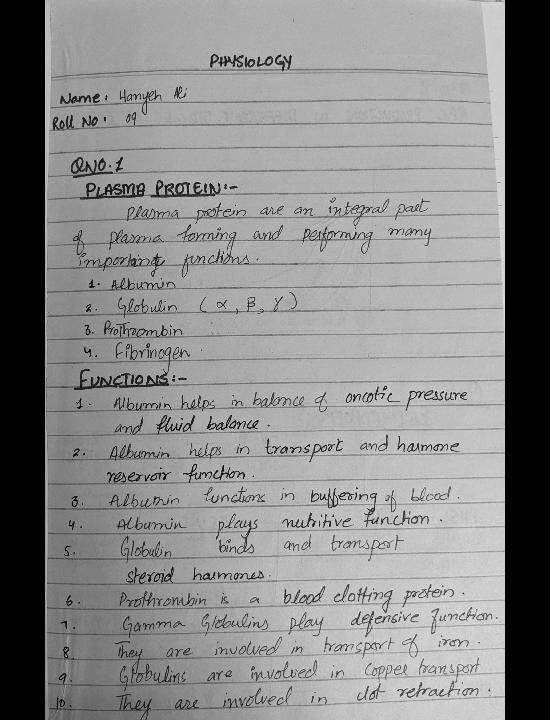 PHYSIOLOGY
Name: Haniyeh Ali
Roll No: 09
QNO.1
PLASMA PROTEIN:-
Plasma protein are an integral part
of plasma forming and performing many
important functions.
1. Albumin
2. Globulin (α, β, γ)
3. Prothrombin
4. Fibrinogen.
FUNCTIONS:-
1. Albumin helps in balance of oncotic pressure
and fluid balance.
2. Albumin helps in transport and harmone
reservoir function.
3. Albumin functions in buffering of blood.
4. Albumin plays nutritive function.
5. Globulin binds and transport
steroid harmones.
6. Prothrombin is a blood clotting protein.
7. Gamma Globulins play defensive function.
8. They are involved in transport of iron.
9. Globulins are involved in Copper transport
10. They are involved in clot retraction.